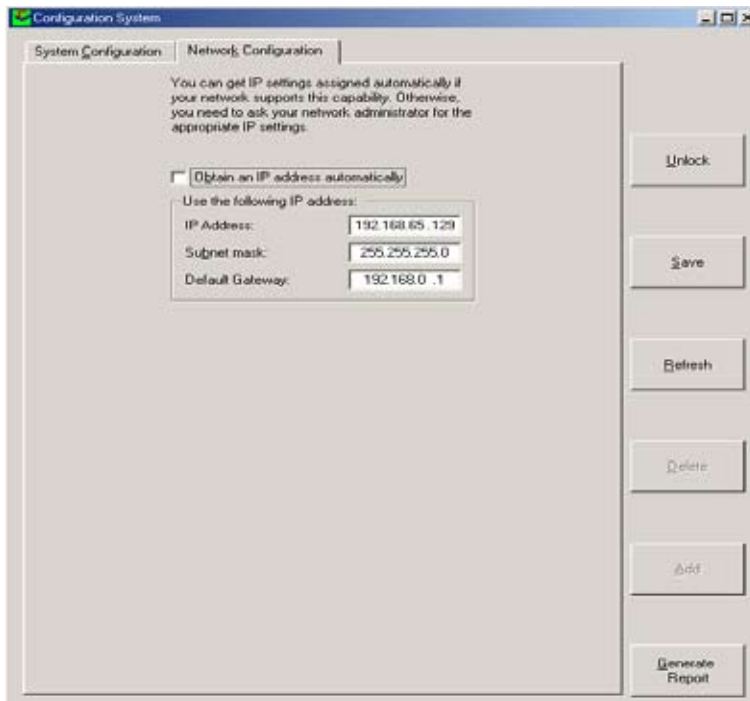 Configuration System
System Configuration
Network Configuration
You can get IP settings assigned automatically if
your network supports this capability. Otherwise,
you need to ask your network administrator for the
appropriate IP settings.
Obtain an IP address automatically
Use the following IP address:
IP Address: 192.168.65 .129
Subnet mask: 255.255.255.0
Default Gateway: 192.168.0 .1
Unlock
Save
Refresh
Delete
Add
Generate
Report